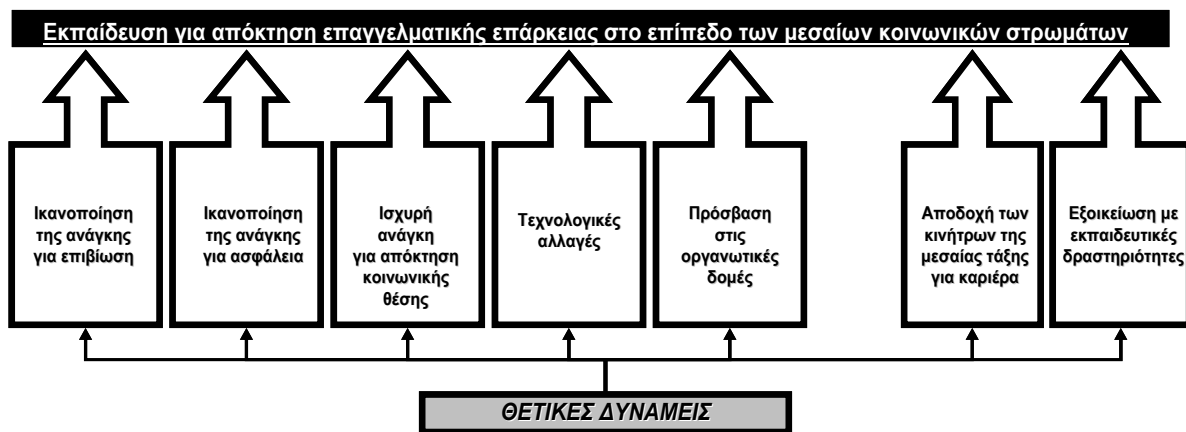 Εκπαίδευση για απόκτηση επαγγελματικής επάρκειας στο επίπεδο των μεσαίων κοινωνικών στρωμάτων
Ικανοποίηση
της ανάγκης
για επιβίωση
Ικανοποίηση
της ανάγκης
για ασφάλεια
Ισχυρή
ανάγκη
για απόκτηση
κοινωνικής
θέσης
Τεχνολογικές
αλλαγές
Πρόσβαση
στις
οργανωτικές
δομές
Αποδοχή των
κινήτρων της
μεσαίας τάξης
για καριέρα
Εξοικείωση με
εκπαιδευτικές
δραστηριότητες
ΘΕΤΙΚΕΣ ΔΥΝΑΜΕΙΣ